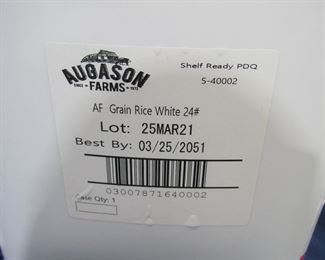 AUGASON
SINCE FARMS 1972
Shelf Ready PDQ
5-40002
AF Grain Rice White 24#
Lot: 25MAR21
Best By: 03/25/2051
03007871640002
Case Qty: 1